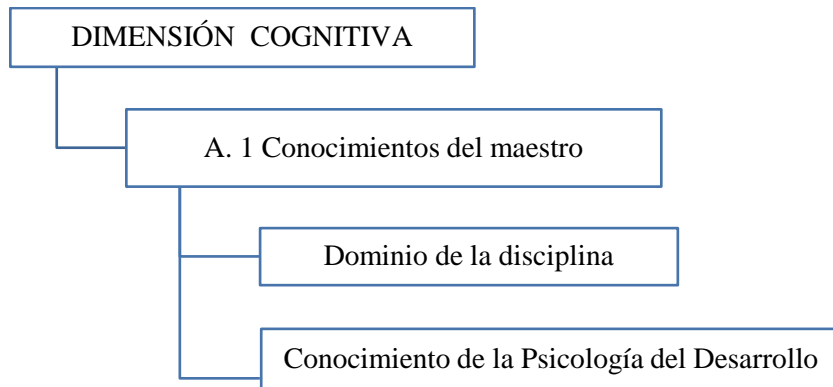 DIMENSIÓN COGNITIVA
A. 1 Conocimientos del maestro
Dominio de la disciplina
Conocimiento de la Psicología del Desarrollo